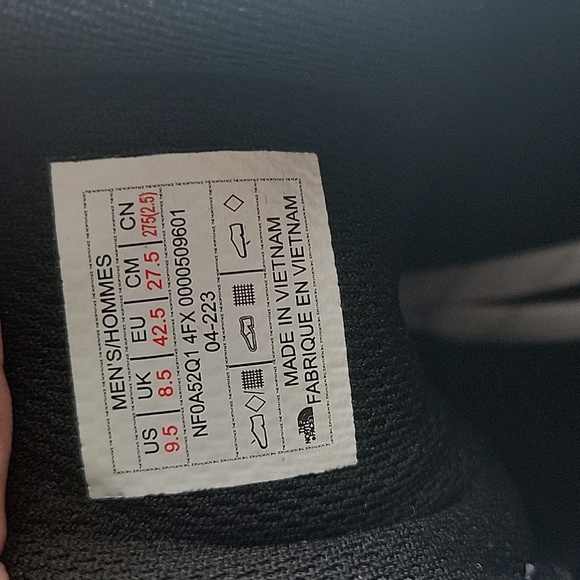 MEN'S/HOMMES
US | UK | EU | CM | CN
9.5 | 8.5 | 42.5 | 27.5 | 275(2.5)
NF0A52Q1 4FX 0000509601
04-223
MADE IN VIETNAM
FABRIQUE EN VIETNAM
THE NORTH FACE